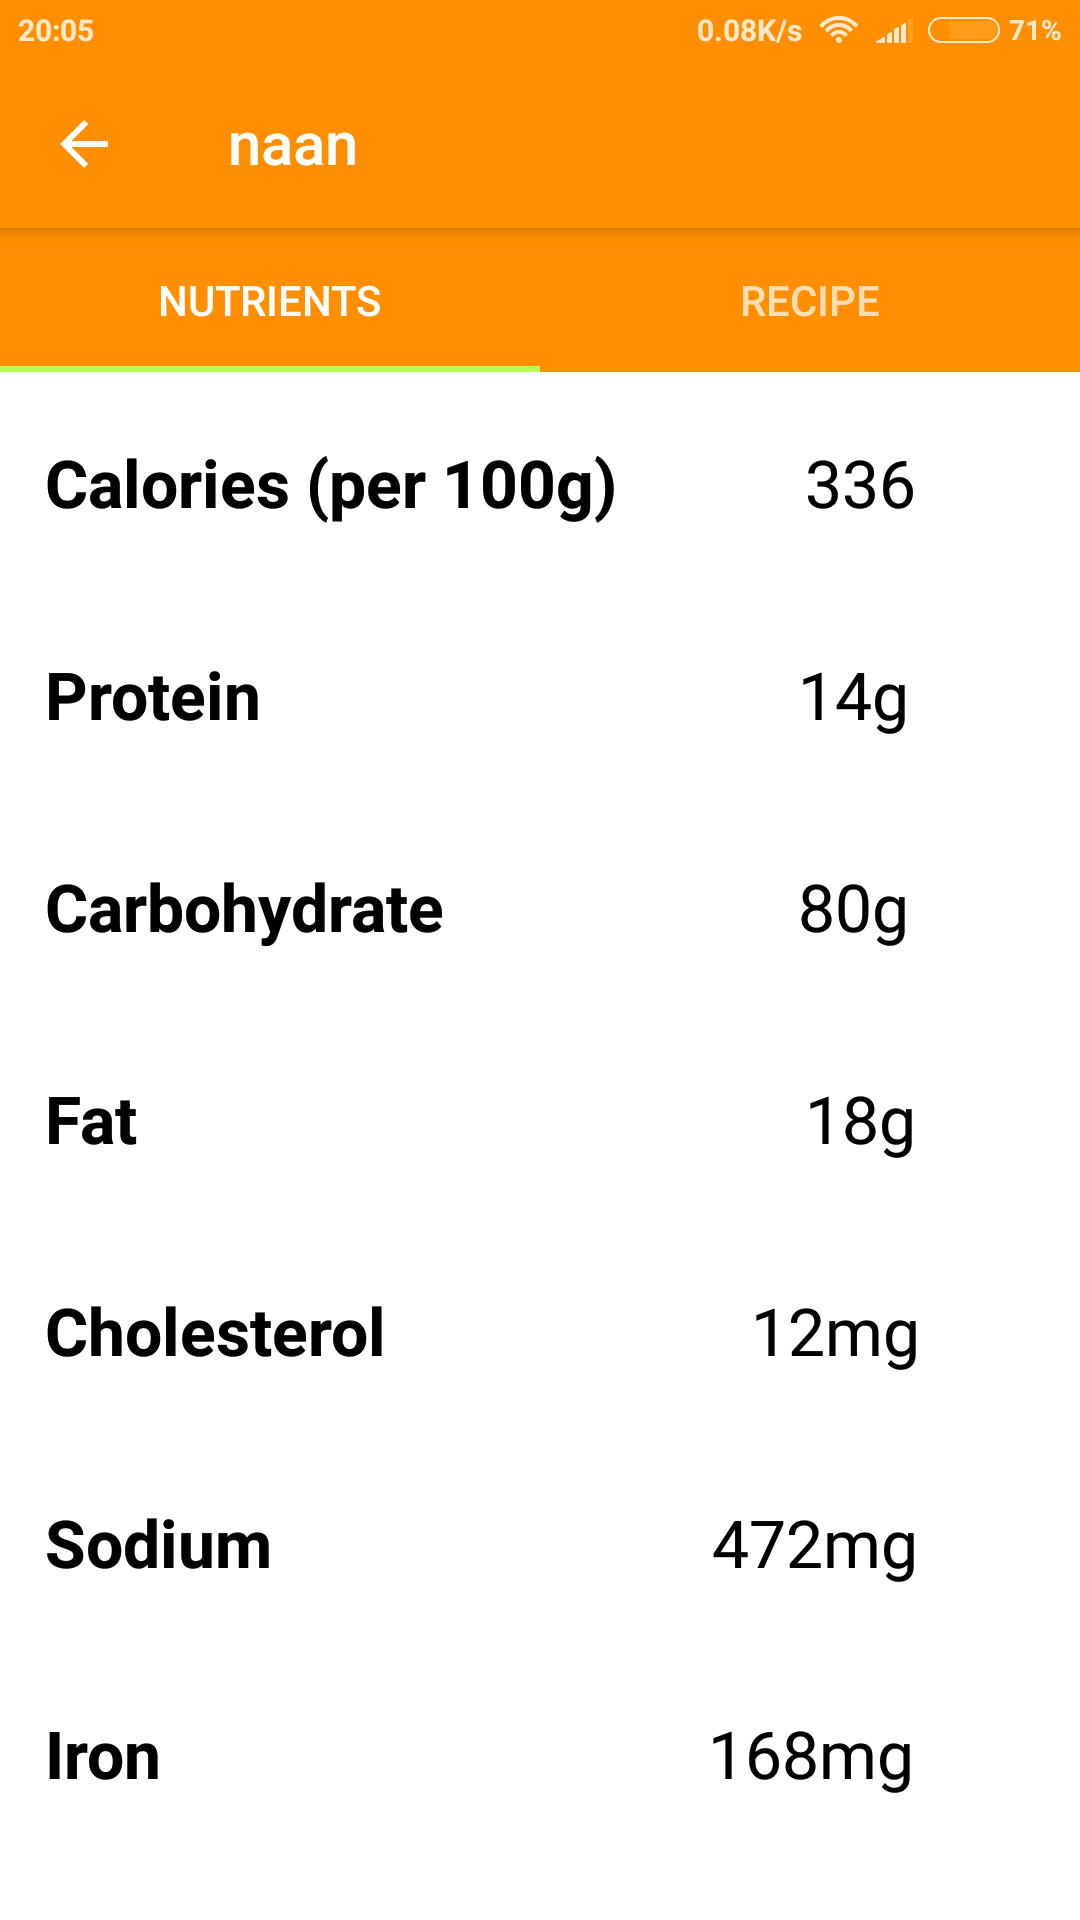 20:05 0.08K/s 71%
naan
NUTRIENTS RECIPE
Calories (per 100g) 336
Protein 14g
Carbohydrate 80g
Fat 18g
Cholesterol 12mg
Sodium 472mg
Iron 168mg